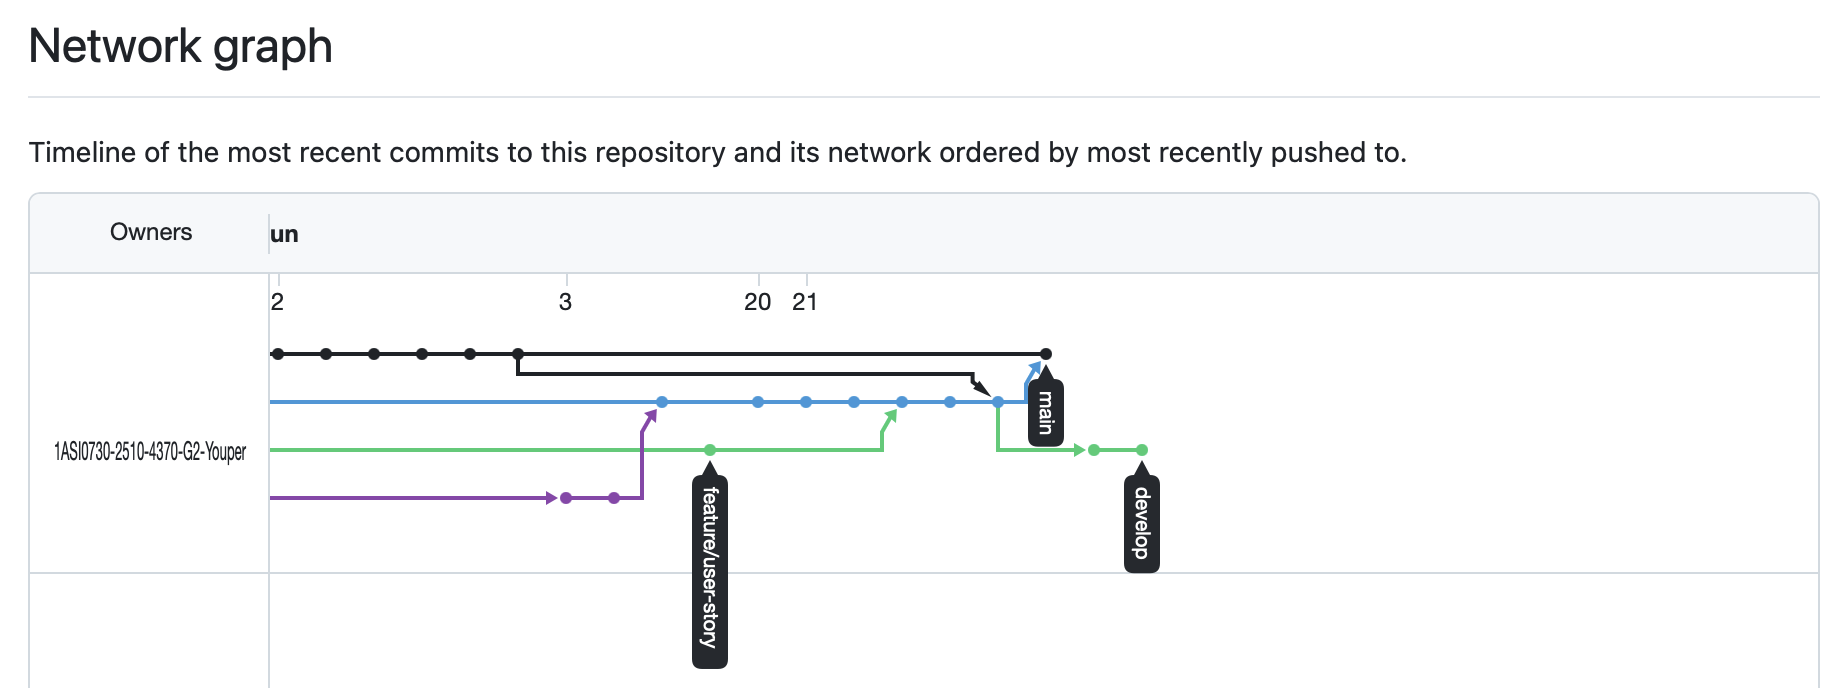 Network graph
Timeline of the most recent commits to this repository and its network ordered by most recently pushed to.
Owners
un
2
3
20
21
main
1ASI0730-2510-4370-G2-Youper
feature/user-story
develop